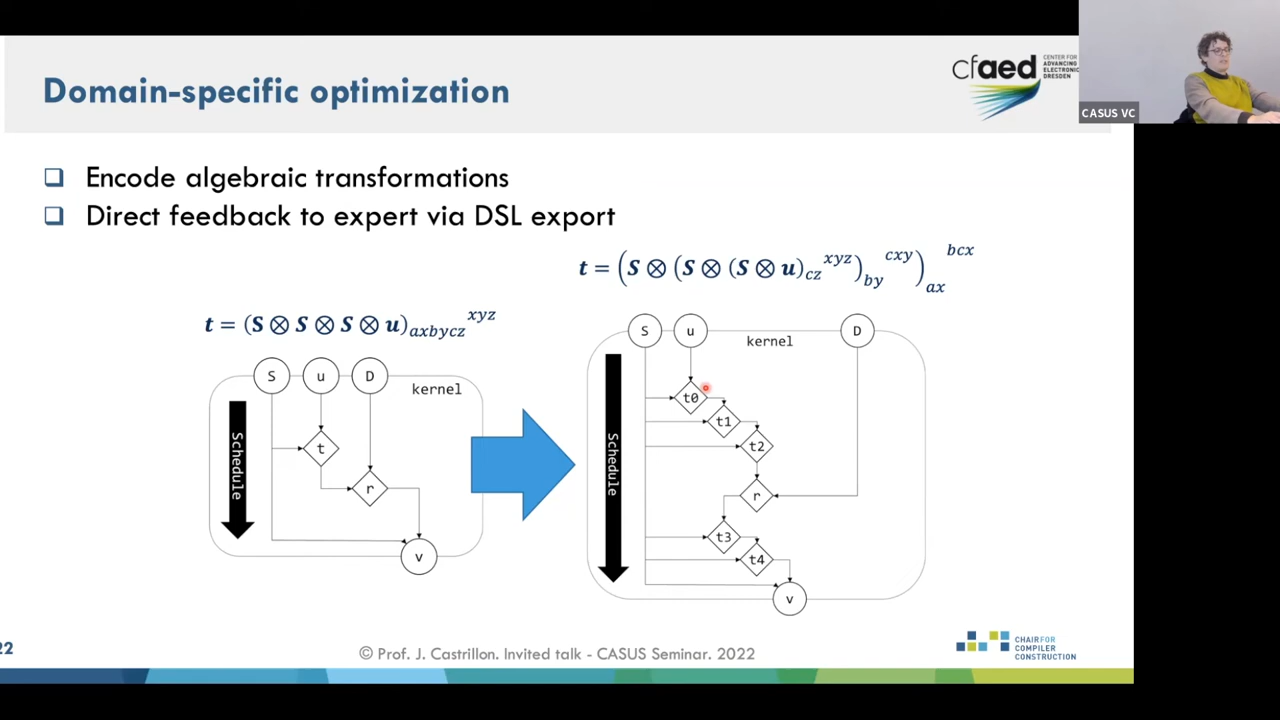 Domain-specific optimization
cfaed
CENTER FOR
ADVANCING
ELECTRONICS
DRESDEN
CASUS VC
Encode algebraic transformations
Direct feedback to expert via DSL export
t = (S ⊗ (S ⊗ (S ⊗ u)_{cz}^{xyz})_{by}^{cxy})_{ax}^{bcx}
t = (S ⊗ S ⊗ S ⊗ u)_{axbycz}^{xyz}
S u D kernel
Schedule
t
r
v
S u D
kernel
Schedule
t0
t1
t2
r
t3
t4
v
22
© Prof. J. Castrillon. Invited talk - CASUS Seminar. 2022
CHAIR FOR
COMPILER
CONSTRUCTION